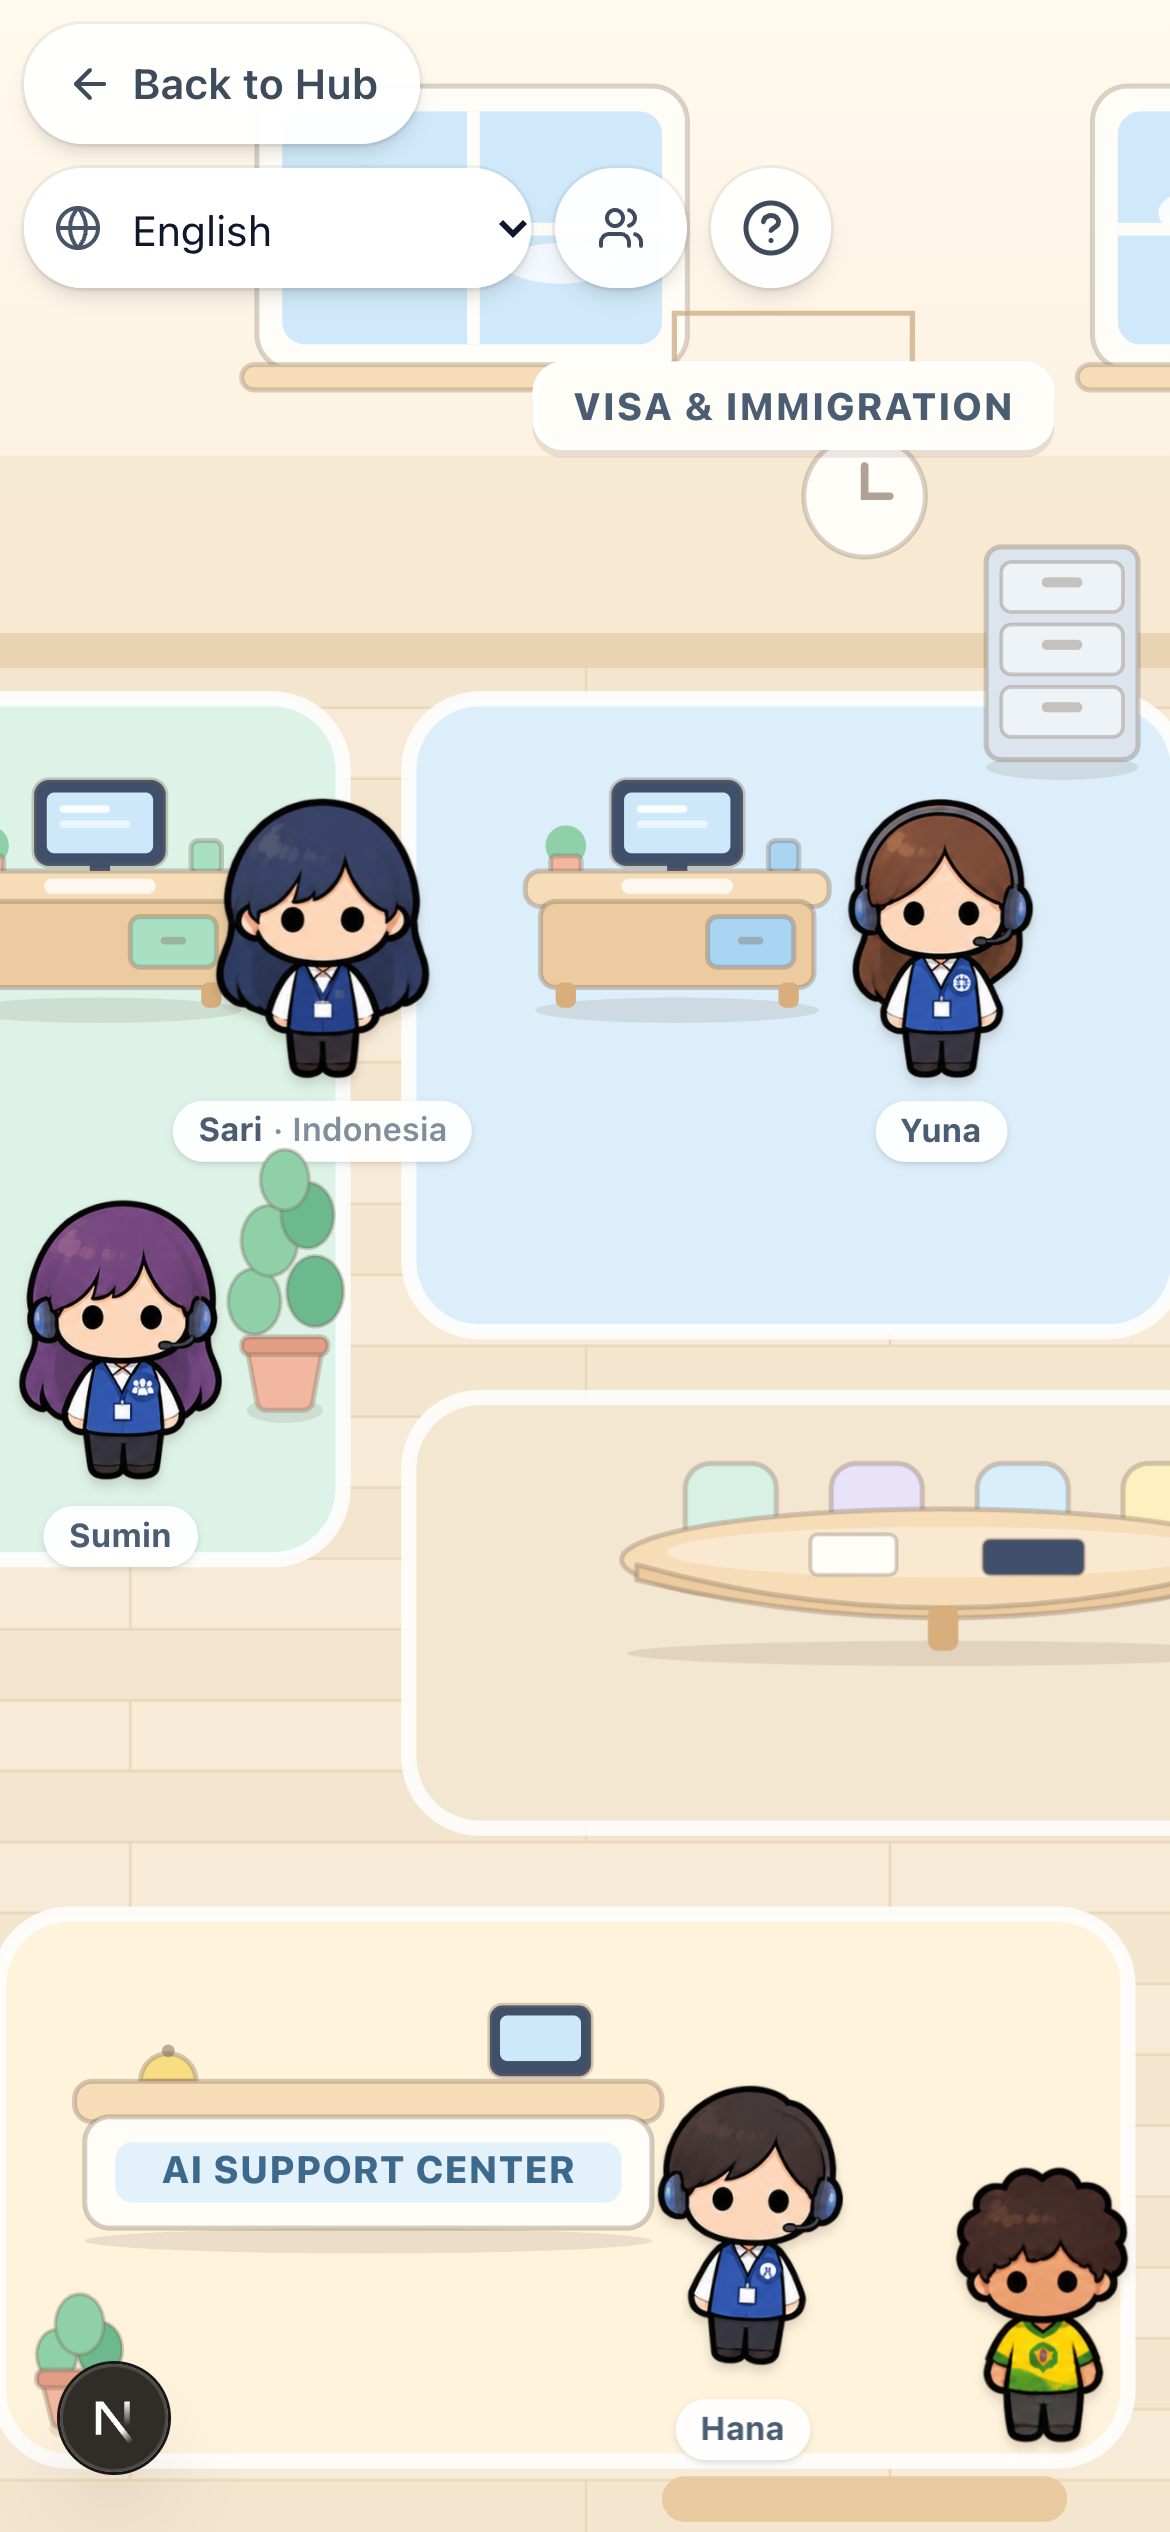 Back to Hub
English
VISA & IMMIGRATION
Sari · Indonesia
Yuna
Sumin
AI SUPPORT CENTER
Hana
N